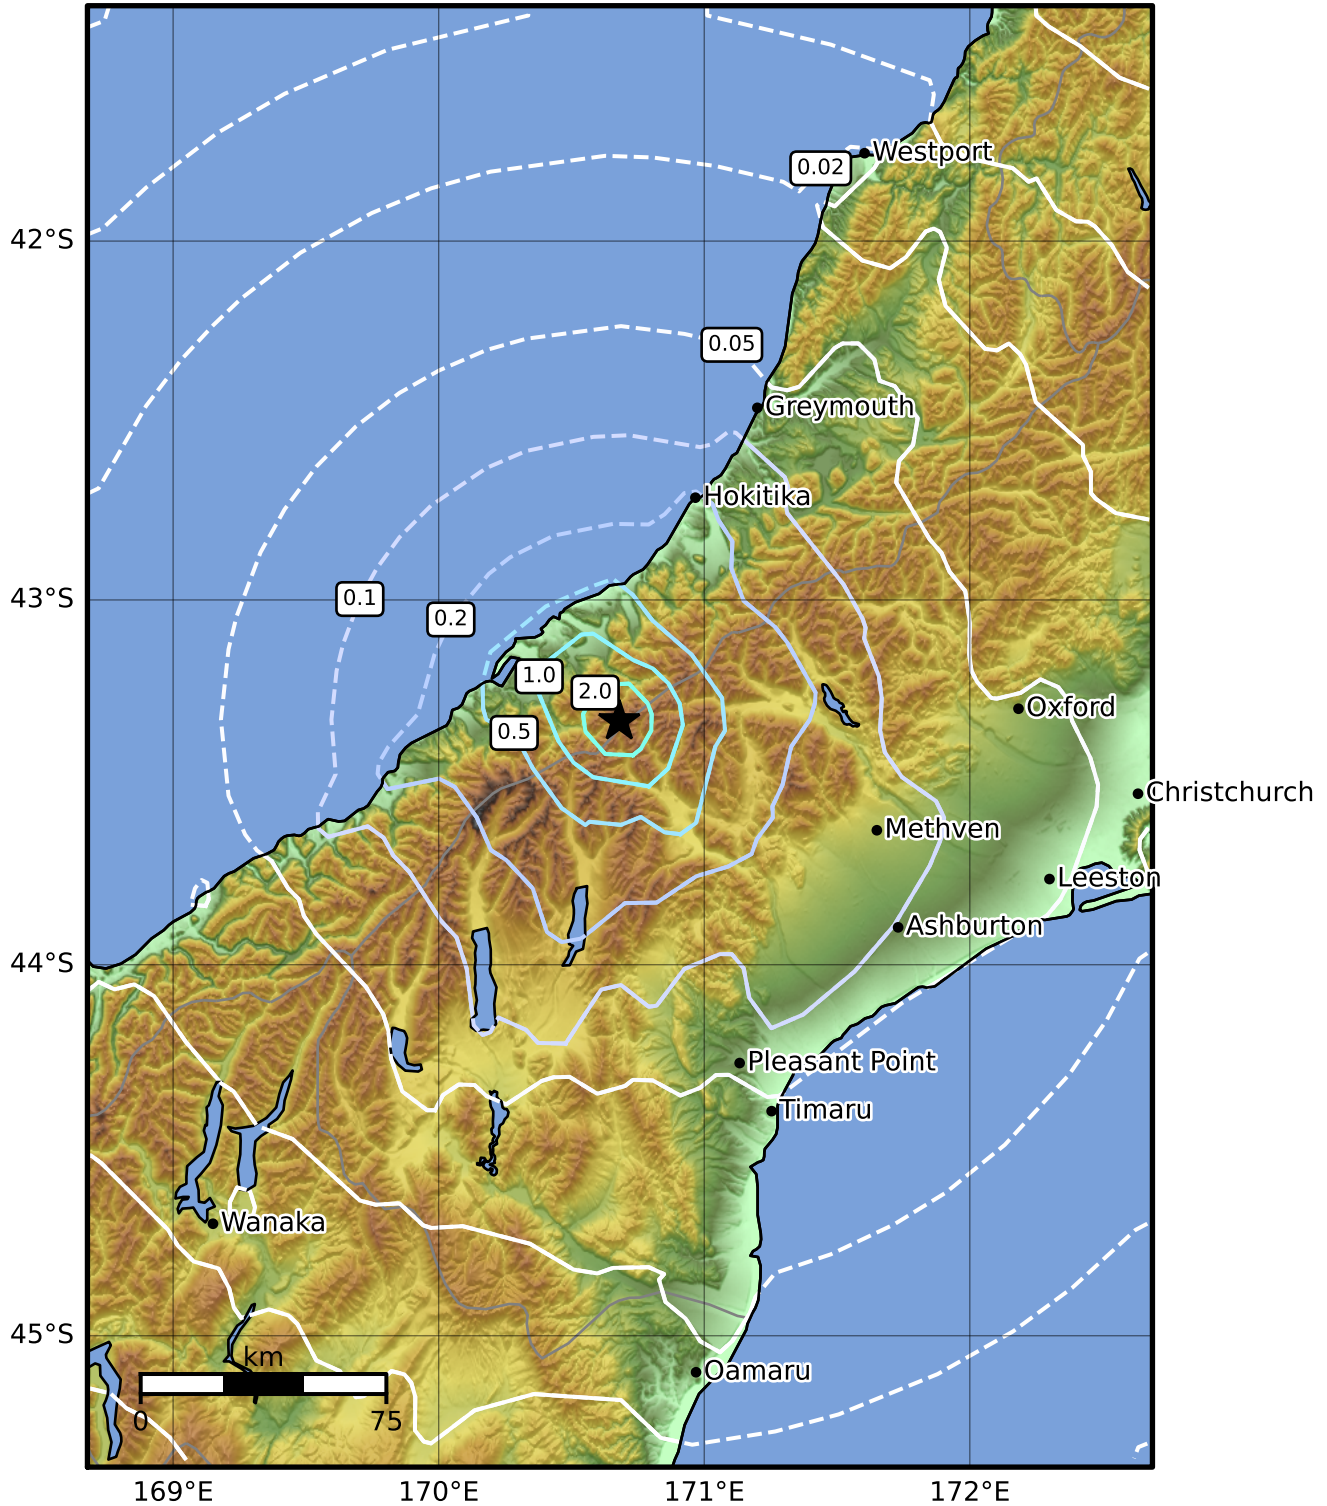 Westport
0.02
42°S
0.05
Greymouth
Hokitika
43°S
0.1
0.2
1.0
2.0
0.5
Oxford
Christchurch
Methven
Leeston
Ashburton
44°S
Pleasant Point
Timaru
Wanaka
45°S
km
Oamaru
0
75
169°E
170°E
171°E
172°E